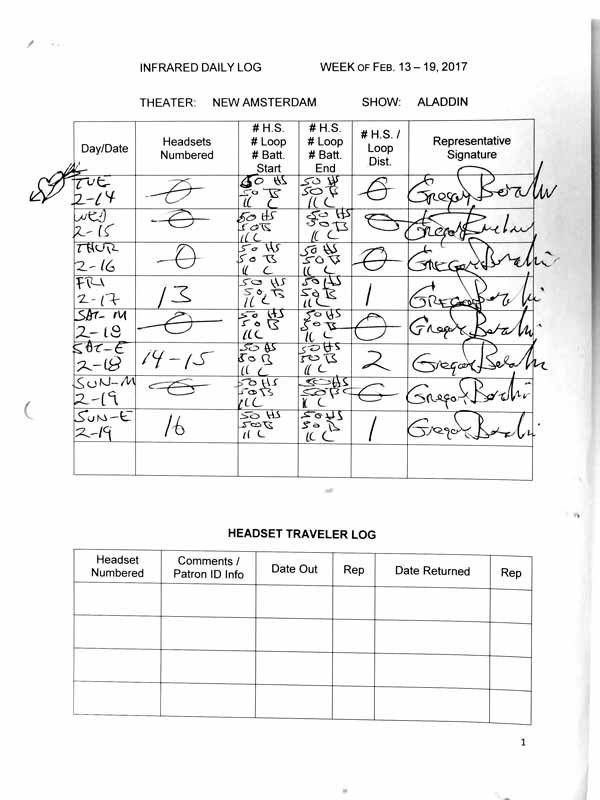 INFRARED DAILY LOG WEEK OF FEB. 13 – 19, 2017
THEATER: NEW AMSTERDAM SHOW: ALADDIN
Day/Date Headsets Numbered # H.S. # Loop # Batt. Start # H.S. # Loop # Batt. End # H.S. / Loop Dist. Representative Signature
TUE 2-14 0 50 HS 50 B 11 C 50 HS 50 B 11 C 0 Gregory
WED 2-15 0 50 HS 50 B 11 C 50 HS 50 B 11 C 0 Gregory
THUR 2-16 0 50 HS 50 B 11 C 50 HS 50 B 11 C 0 Gregory
FRI 2-17 13 50 HS 50 B 11 C 50 HS 50 B 11 C 1 Gregory
SAT-M 2-18 0 50 HS 50 B 11 C 50 HS 50 B 11 C 0 Gregory
SAT-E 2-18 14-15 50 HS 50 B 11 C 50 HS 50 B 11 C 2 Gregory
SUN-M 2-19 0 50 HS 50 B 11 C 50 HS 50 B 11 C 0 Gregory
SUN-E 2-19 16 50 HS 50 B 11 C 50 HS 50 B 11 C 1 Gregory
HEADSET TRAVELER LOG
Headset Numbered Comments / Patron ID Info Date Out Rep Date Returned Rep
1